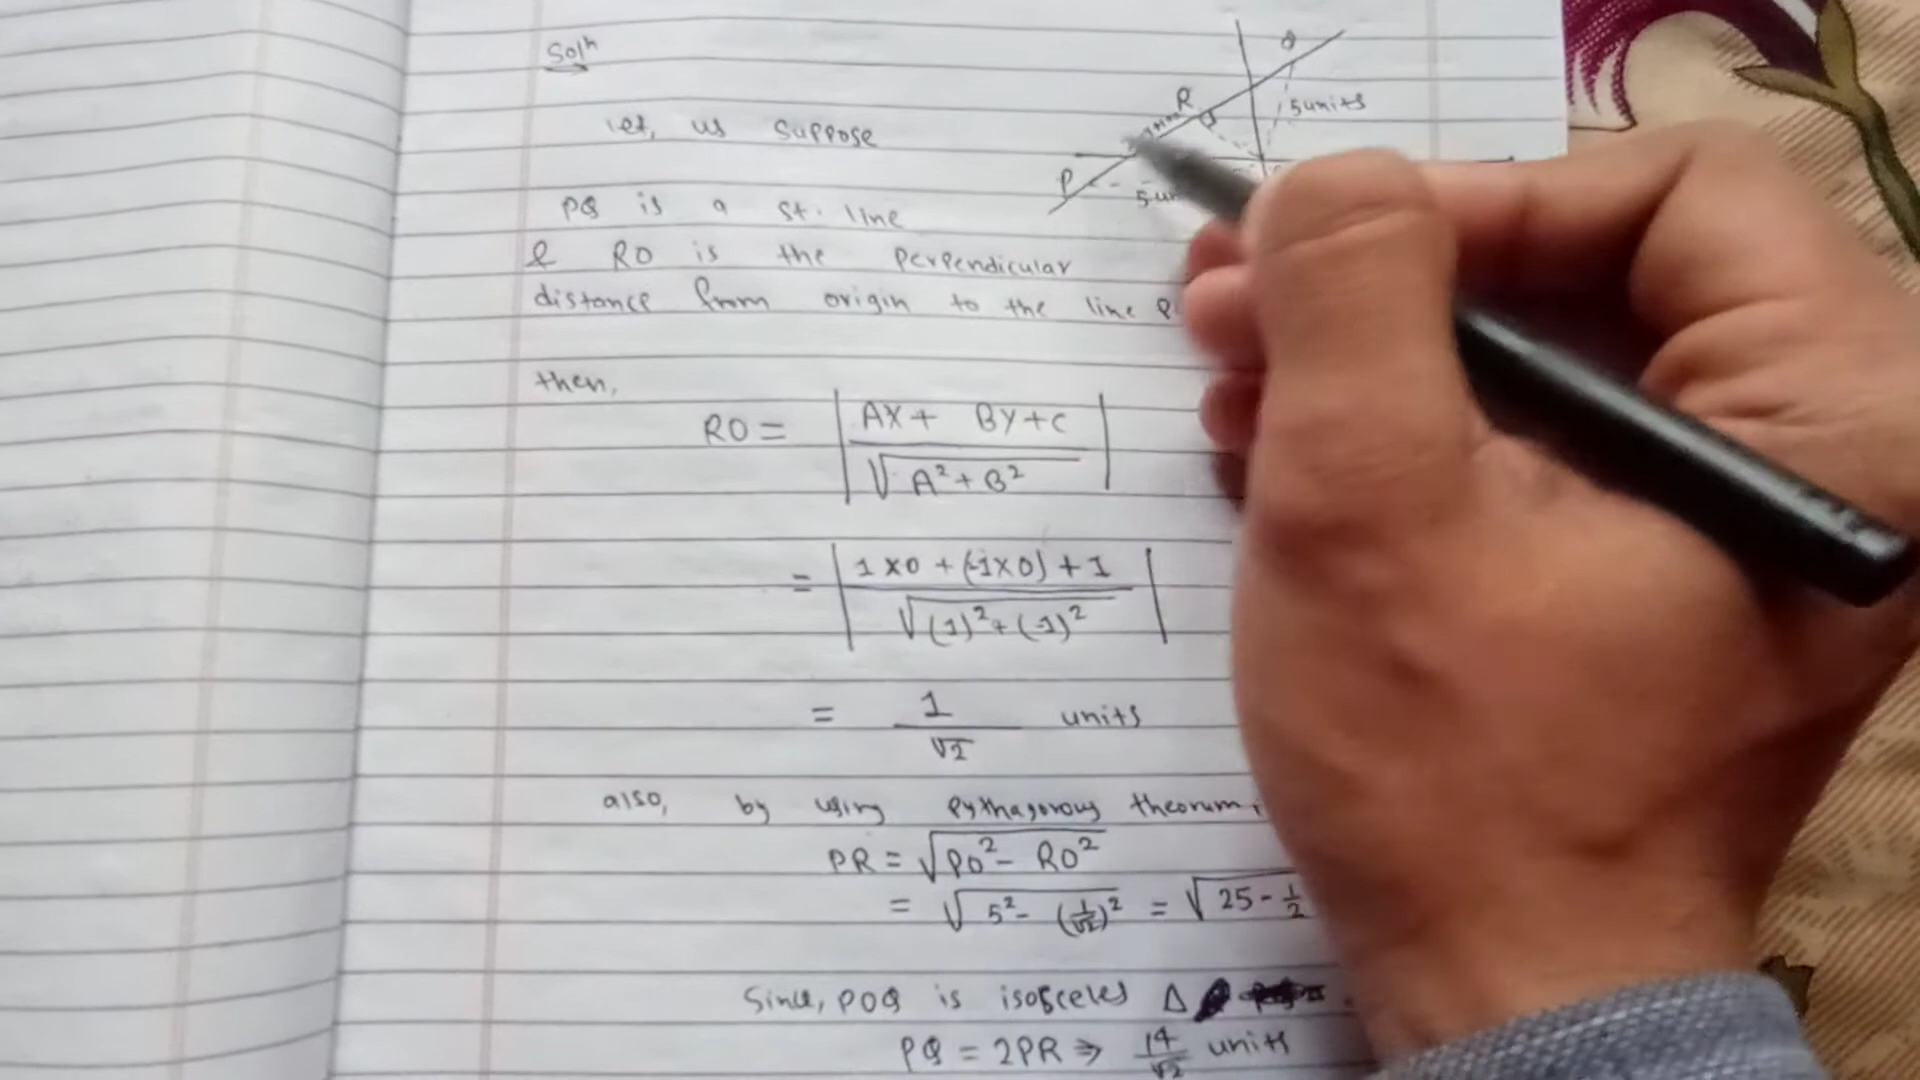 Solⁿ
Q
R
5 units
P
let, us suppose
PQ is a st. line
& RO is the perpendicular
distance from origin to the line
then,
RO = | AX + BY + C / √A² + B² |
= | 1 x 0 + (-1 x 0) + 1 / √(1)² + (-1)² |
= 1 / √2 units
also, by using pythagorous theorum,
PR = √PO² - RO²
= √5² - (1/√2)² = √25 - 1/2
Since, POQ is isosceles Δ
PQ = 2PR ⇒ 14/√2 units